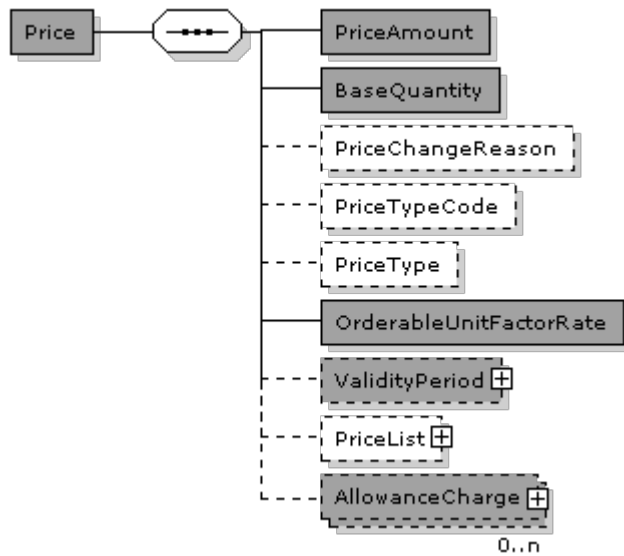 Price
PriceAmount
BaseQuantity
PriceChangeReason
PriceTypeCode
PriceType
OrderableUnitFactorRate
ValidityPeriod
PriceList
AllowanceCharge
0..n